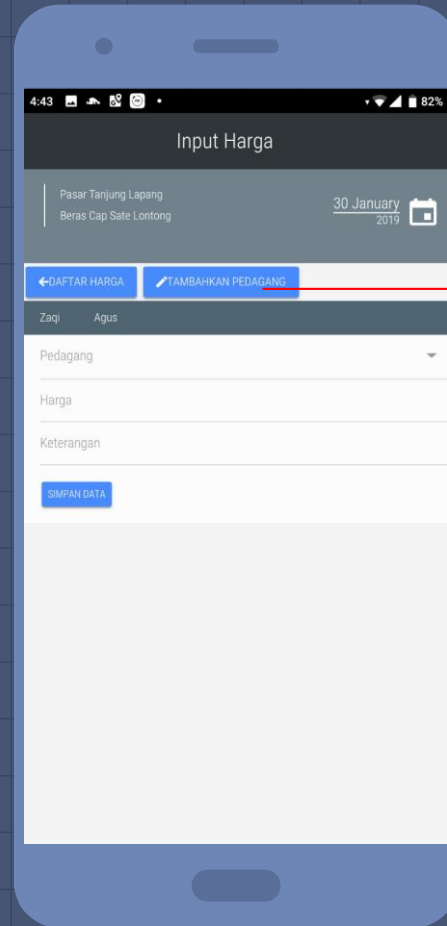 4:43
82%
Input Harga
Pasar Tanjung Lapang
Beras Cap Sate Lontong
30 January
2019
DAFTAR HARGA
TAMBAHKAN PEDAGANG
Zaqi Agus
Pedagang
Harga
Keterangan
SIMPAN DATA